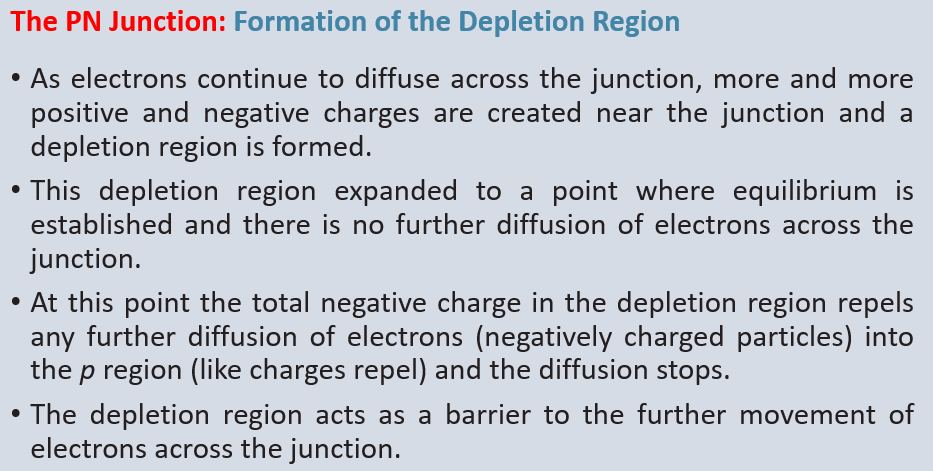 The PN Junction: Formation of the Depletion Region
• As electrons continue to diffuse across the junction, more and more
positive and negative charges are created near the junction and a
depletion region is formed.
• This depletion region expanded to a point where equilibrium is
established and there is no further diffusion of electrons across the
junction.
• At this point the total negative charge in the depletion region repels
any further diffusion of electrons (negatively charged particles) into
the p region (like charges repel) and the diffusion stops.
• The depletion region acts as a barrier to the further movement of
electrons across the junction.